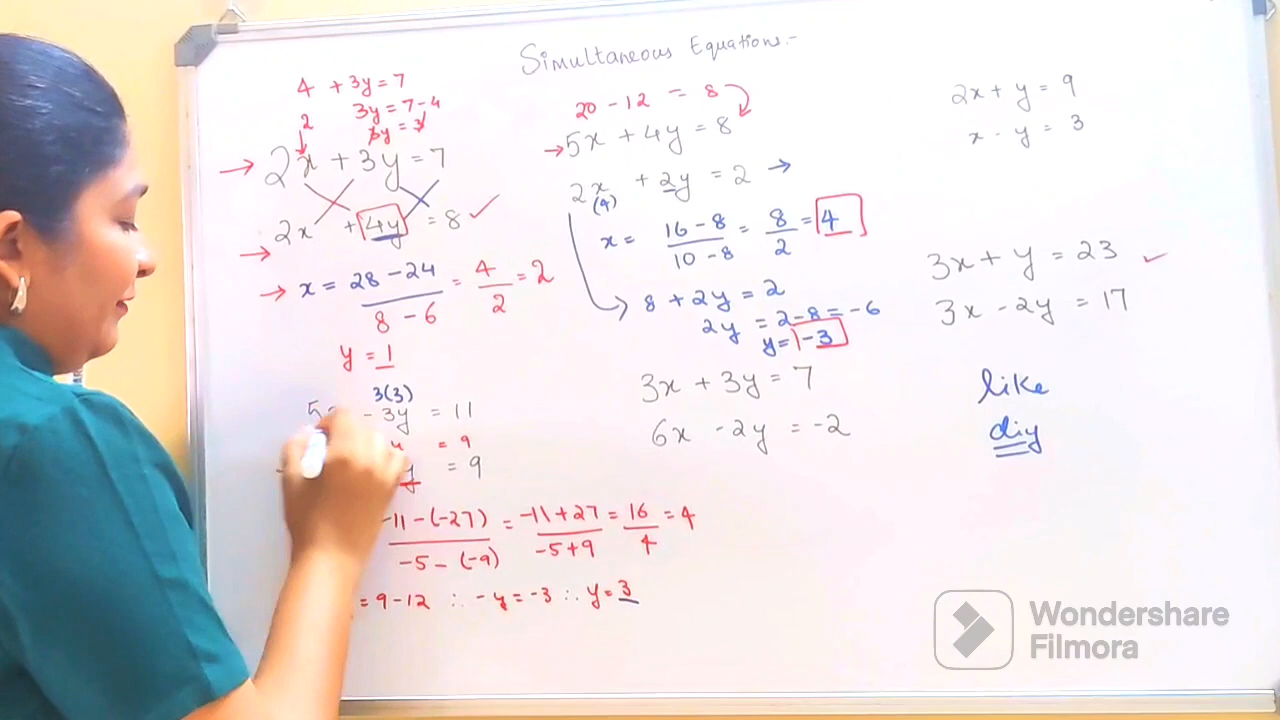 Simultaneous Equations:-
4 + 3y = 7
3y = 7 - 4
3y = 3
2
2x + 3y = 7
2x + 4y = 8
x = 28 - 24 / 8 - 6 = 4/2 = 2
y = 1
3(3)
- 3y = 11
= 9
y = 9
-11 - (-27) / -5 - (-9) = -11 + 27 / -5 + 9 = 16/4 = 4
= 9 - 12 ∴ -y = -3 ∴ y = 3
20 - 12 = 8
5x + 4y = 8
2x + 2y = 2
(4)
x = 16 - 8 / 10 - 8 = 8/2 = 4
8 + 2y = 2
2y = 2 - 8 = -6
y = -3
3x + 3y = 7
6x - 2y = -2
2x + y = 9
x - y = 3
3x + y = 23
3x - 2y = 17
like
diy
Wondershare
Filmora